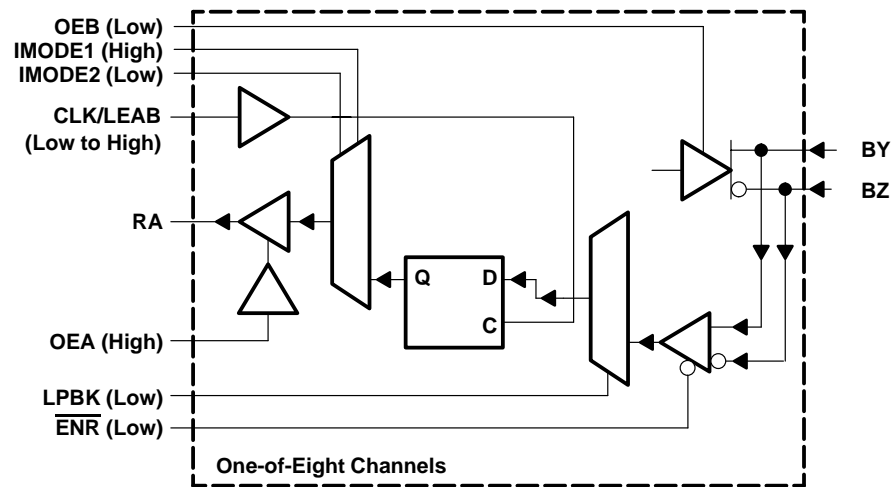 OEB (Low)
IMODE1 (High)
IMODE2 (Low)
CLK/LEAB
(Low to High)
BY
BZ
RA
Q
D
C
OEA (High)
LPBK (Low)
ENR (Low)
One-of-Eight Channels